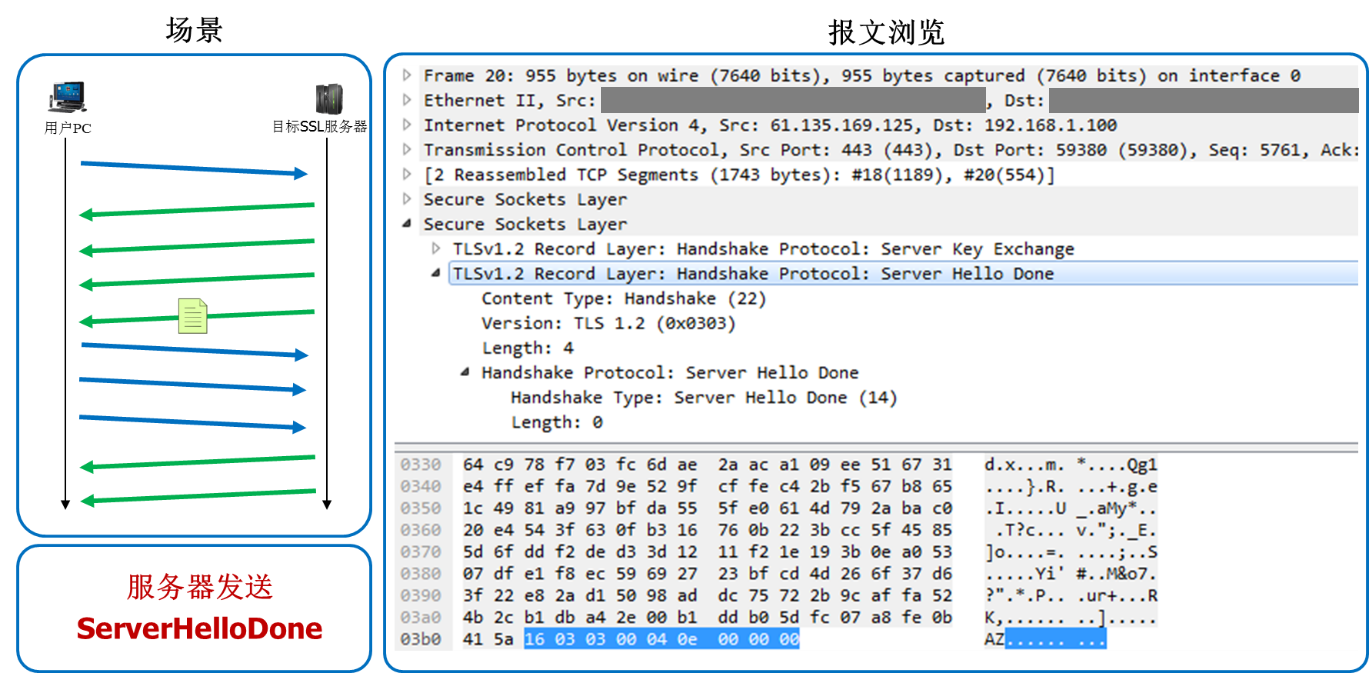 场景
用户PC
目标SSL服务器
服务器发送
ServerHelloDone
报文浏览
Frame 20: 955 bytes on wire (7640 bits), 955 bytes captured (7640 bits) on interface 0
Ethernet II, Src: , Dst:
Internet Protocol Version 4, Src: 61.135.169.125, Dst: 192.168.1.100
Transmission Control Protocol, Src Port: 443 (443), Dst Port: 59380 (59380), Seq: 5761, Ack:
[2 Reassembled TCP Segments (1743 bytes): #18(1189), #20(554)]
Secure Sockets Layer
Secure Sockets Layer
TLSv1.2 Record Layer: Handshake Protocol: Server Key Exchange
TLSv1.2 Record Layer: Handshake Protocol: Server Hello Done
Content Type: Handshake (22)
Version: TLS 1.2 (0x0303)
Length: 4
Handshake Protocol: Server Hello Done
Handshake Type: Server Hello Done (14)
Length: 0
0330 64 c9 78 f7 03 fc 6d ae 2a ac a1 09 ee 51 67 31 d.x...m. *....Qg1
0340 e4 ff ef fa 7d 9e 52 9f cf fe c4 2b f5 67 b8 65 ....}.R. ...+.g.e
0350 1c 49 81 a9 97 bf da 55 5f e0 61 4d 79 2a ba c0 .I.....U _.aMy*..
0360 20 e4 54 3f 63 0f b3 16 76 0b 22 3b cc 5f 45 85 .T?c... v.";._E.
0370 5d 6f dd f2 de d3 3d 12 11 f2 1e 19 3b 0e a0 53 ]o....=. ....;..S
0380 07 df e1 f8 ec 59 69 27 23 bf cd 4d 26 6f 37 d6 .....Yi' #..M&o7.
0390 3f 22 e8 2a d1 50 98 ad dc 75 72 2b 9c af fa 52 ?".*.P.. .ur+...R
03a0 4b 2c b1 db a4 2e 00 b1 dd b0 5d fc 07 a8 fe 0b K,...... ..].....
03b0 41 5a 16 03 03 00 04 0e 00 00 00 AZ...... ...